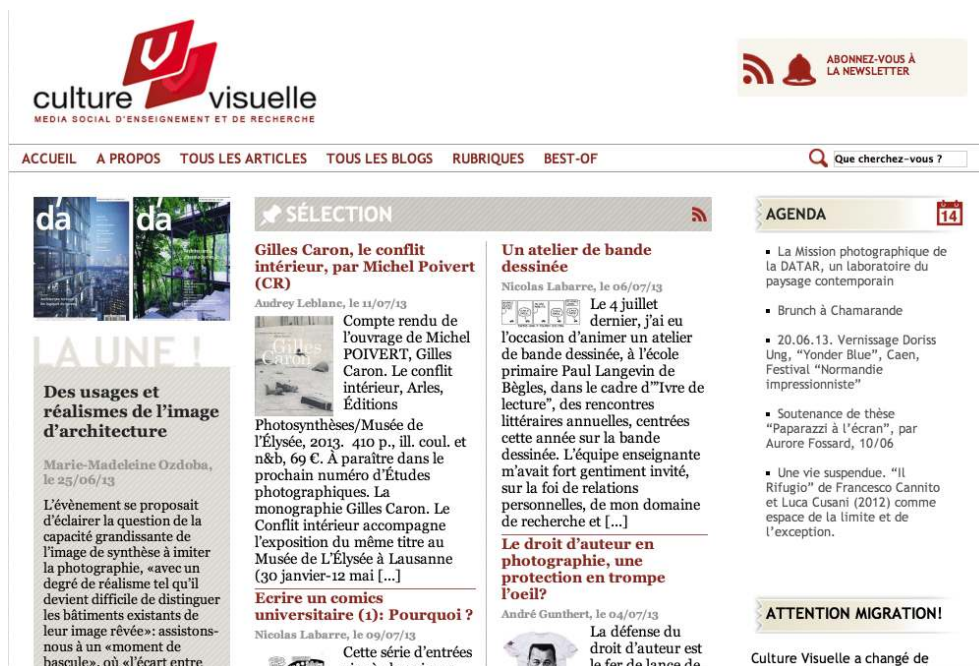 culture visuelle
MEDIA SOCIAL D'ENSEIGNEMENT ET DE RECHERCHE
ABONNEZ-VOUS À
LA NEWSLETTER
ACCUEIL A PROPOS TOUS LES ARTICLES TOUS LES BLOGS RUBRIQUES BEST-OF
Que cherchez-vous ?
d'a
d'a
LA UNE !
Des usages et
réalismes de l'image
d'architecture
Marie-Madeleine Ozdoba,
le 25/06/13
L'évènement se proposait
d'éclairer la question de la
capacité grandissante de
l'image de synthèse à imiter
la photographie, «avec un
degré de réalisme tel qu'il
devient difficile de distinguer
les bâtiments existants de
leur image rêvée»: assistons-
nous à un «moment de
bascule», où «l'écart entre
SÉLECTION
Gilles Caron, le conflit
intérieur, par Michel Poivert
(CR)
Audrey Leblanc, le 11/07/13
Gilles
Caron
Compte rendu de
l'ouvrage de Michel
POIVERT, Gilles
Caron. Le conflit
intérieur, Arles,
Éditions
Photosynthèses/Musée de
l'Élysée, 2013. 410 p., ill. coul. et
n&b, 69 €. À paraître dans le
prochain numéro d'Études
photographiques. La
monographie Gilles Caron. Le
Conflit intérieur accompagne
l'exposition du même titre au
Musée de L'Élysée à Lausanne
(30 janvier-12 mai [...]
Ecrire un comics
universitaire (1): Pourquoi ?
Nicolas Labarre, le 09/07/13
Cette série d'entrées
Un atelier de bande
dessinée
Nicolas Labarre, le 06/07/13
Le 4 juillet
dernier, j'ai eu
l'occasion d'animer un atelier
de bande dessinée, à l'école
primaire Paul Langevin de
Bègles, dans le cadre d'"Ivre de
lecture", des rencontres
littéraires annuelles, centrées
cette année sur la bande
dessinée. L'équipe enseignante
m'avait fort gentiment invité,
sur la foi de relations
personnelles, de mon domaine
de recherche et [...]
Le droit d'auteur en
photographie, une
protection en trompe
l'oeil?
André Gunthert, le 04/07/13
La défense du
droit d'auteur est
le fer de lance de
AGENDA
14
La Mission photographique de
la DATAR, un laboratoire du
paysage contemporain
Brunch à Chamarande
20.06.13. Vernissage Doriss
Ung, "Yonder Blue", Caen,
Festival "Normandie
impressionniste"
Soutenance de thèse
"Paparazzi à l'écran", par
Aurore Fossard, 10/06
Une vie suspendue. "Il
Rifugio" de Francesco Cannito
et Luca Cusani (2012) comme
espace de la limite et de
l'exception.
ATTENTION MIGRATION!
Culture Visuelle a changé de